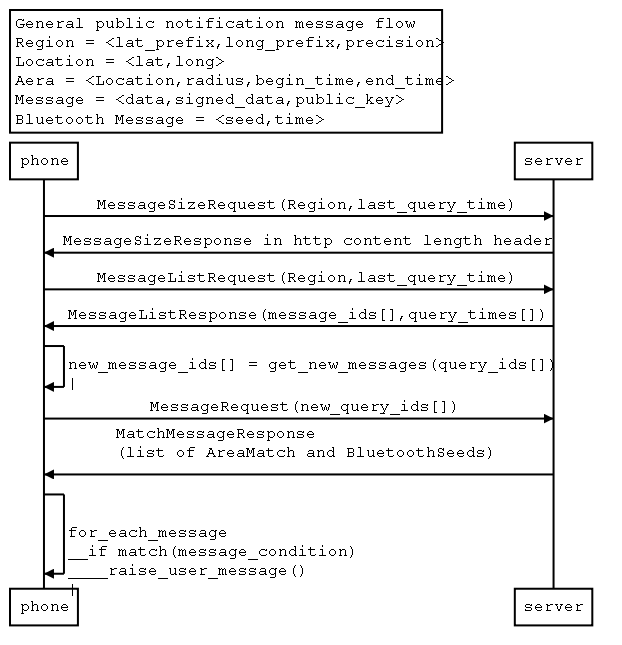 General public notification message flow
Region = <lat_prefix,long_prefix,precision>
Location = <lat,long>
Aera = <Location,radius,begin_time,end_time>
Message = <data,signed_data,public_key>
Bluetooth Message = <seed,time>
phone server
MessageSizeRequest(Region,last_query_time)
MessageSizeResponse in http content length header
MessageListRequest(Region,last_query_time)
MessageListResponse(message_ids[],query_times[])
new_message_ids[] = get_new_messages(query_ids[])
|
MessageRequest(new_query_ids[])
MatchMessageResponse
(list of AreaMatch and BluetoothSeeds)
for_each_message
__if match(message_condition)
____raise_user_message()
|
phone server